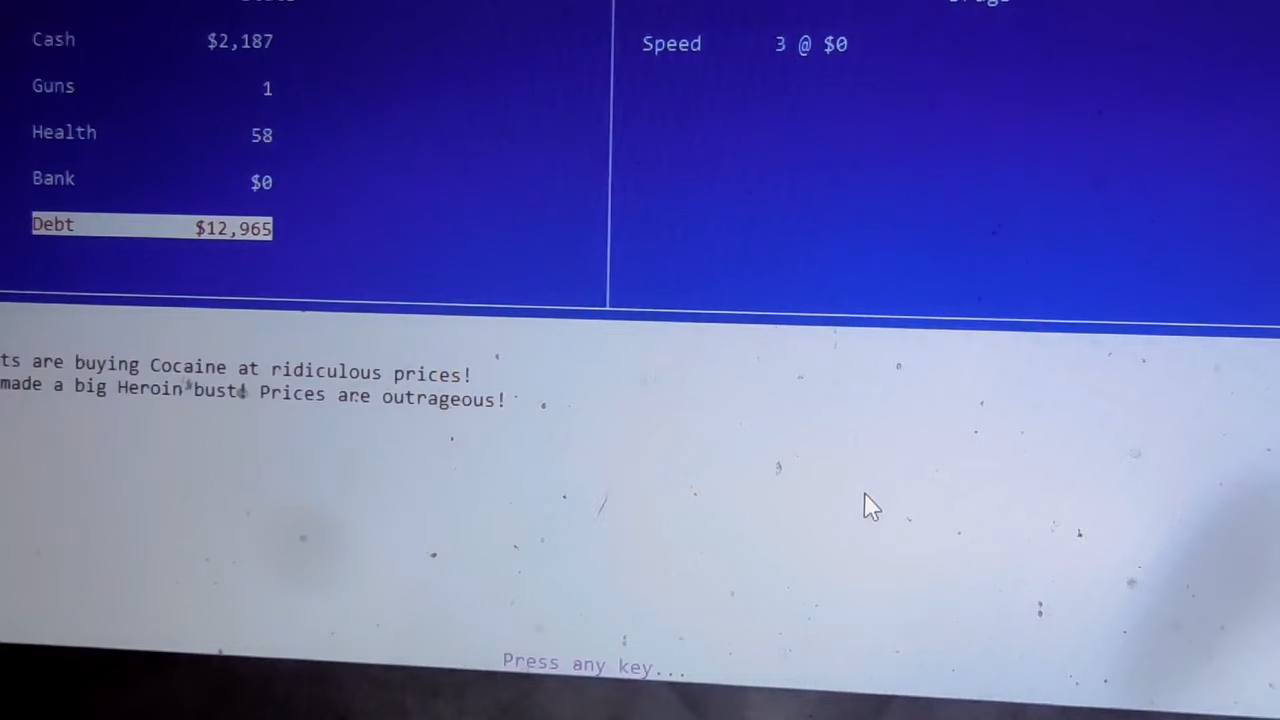 Cash $2,187
Speed 3 @ $0
Guns 1
Health 58
Bank $0
Debt $12,965
ts are buying Cocaine at ridiculous prices!
made a big Heroin bust! Prices are outrageous!
Press any key...